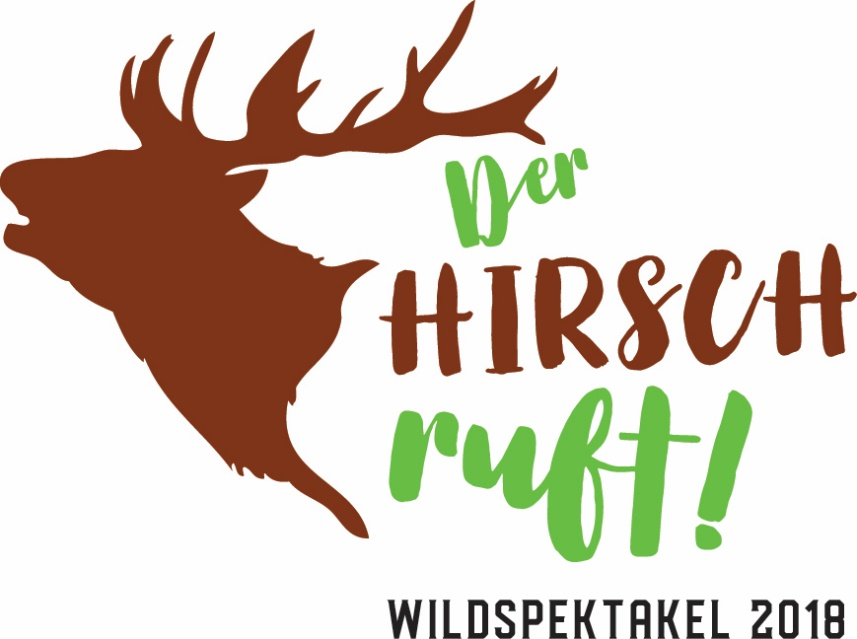 Der
HIRSCH
ruft!
WILDSPEKTAKEL 2018